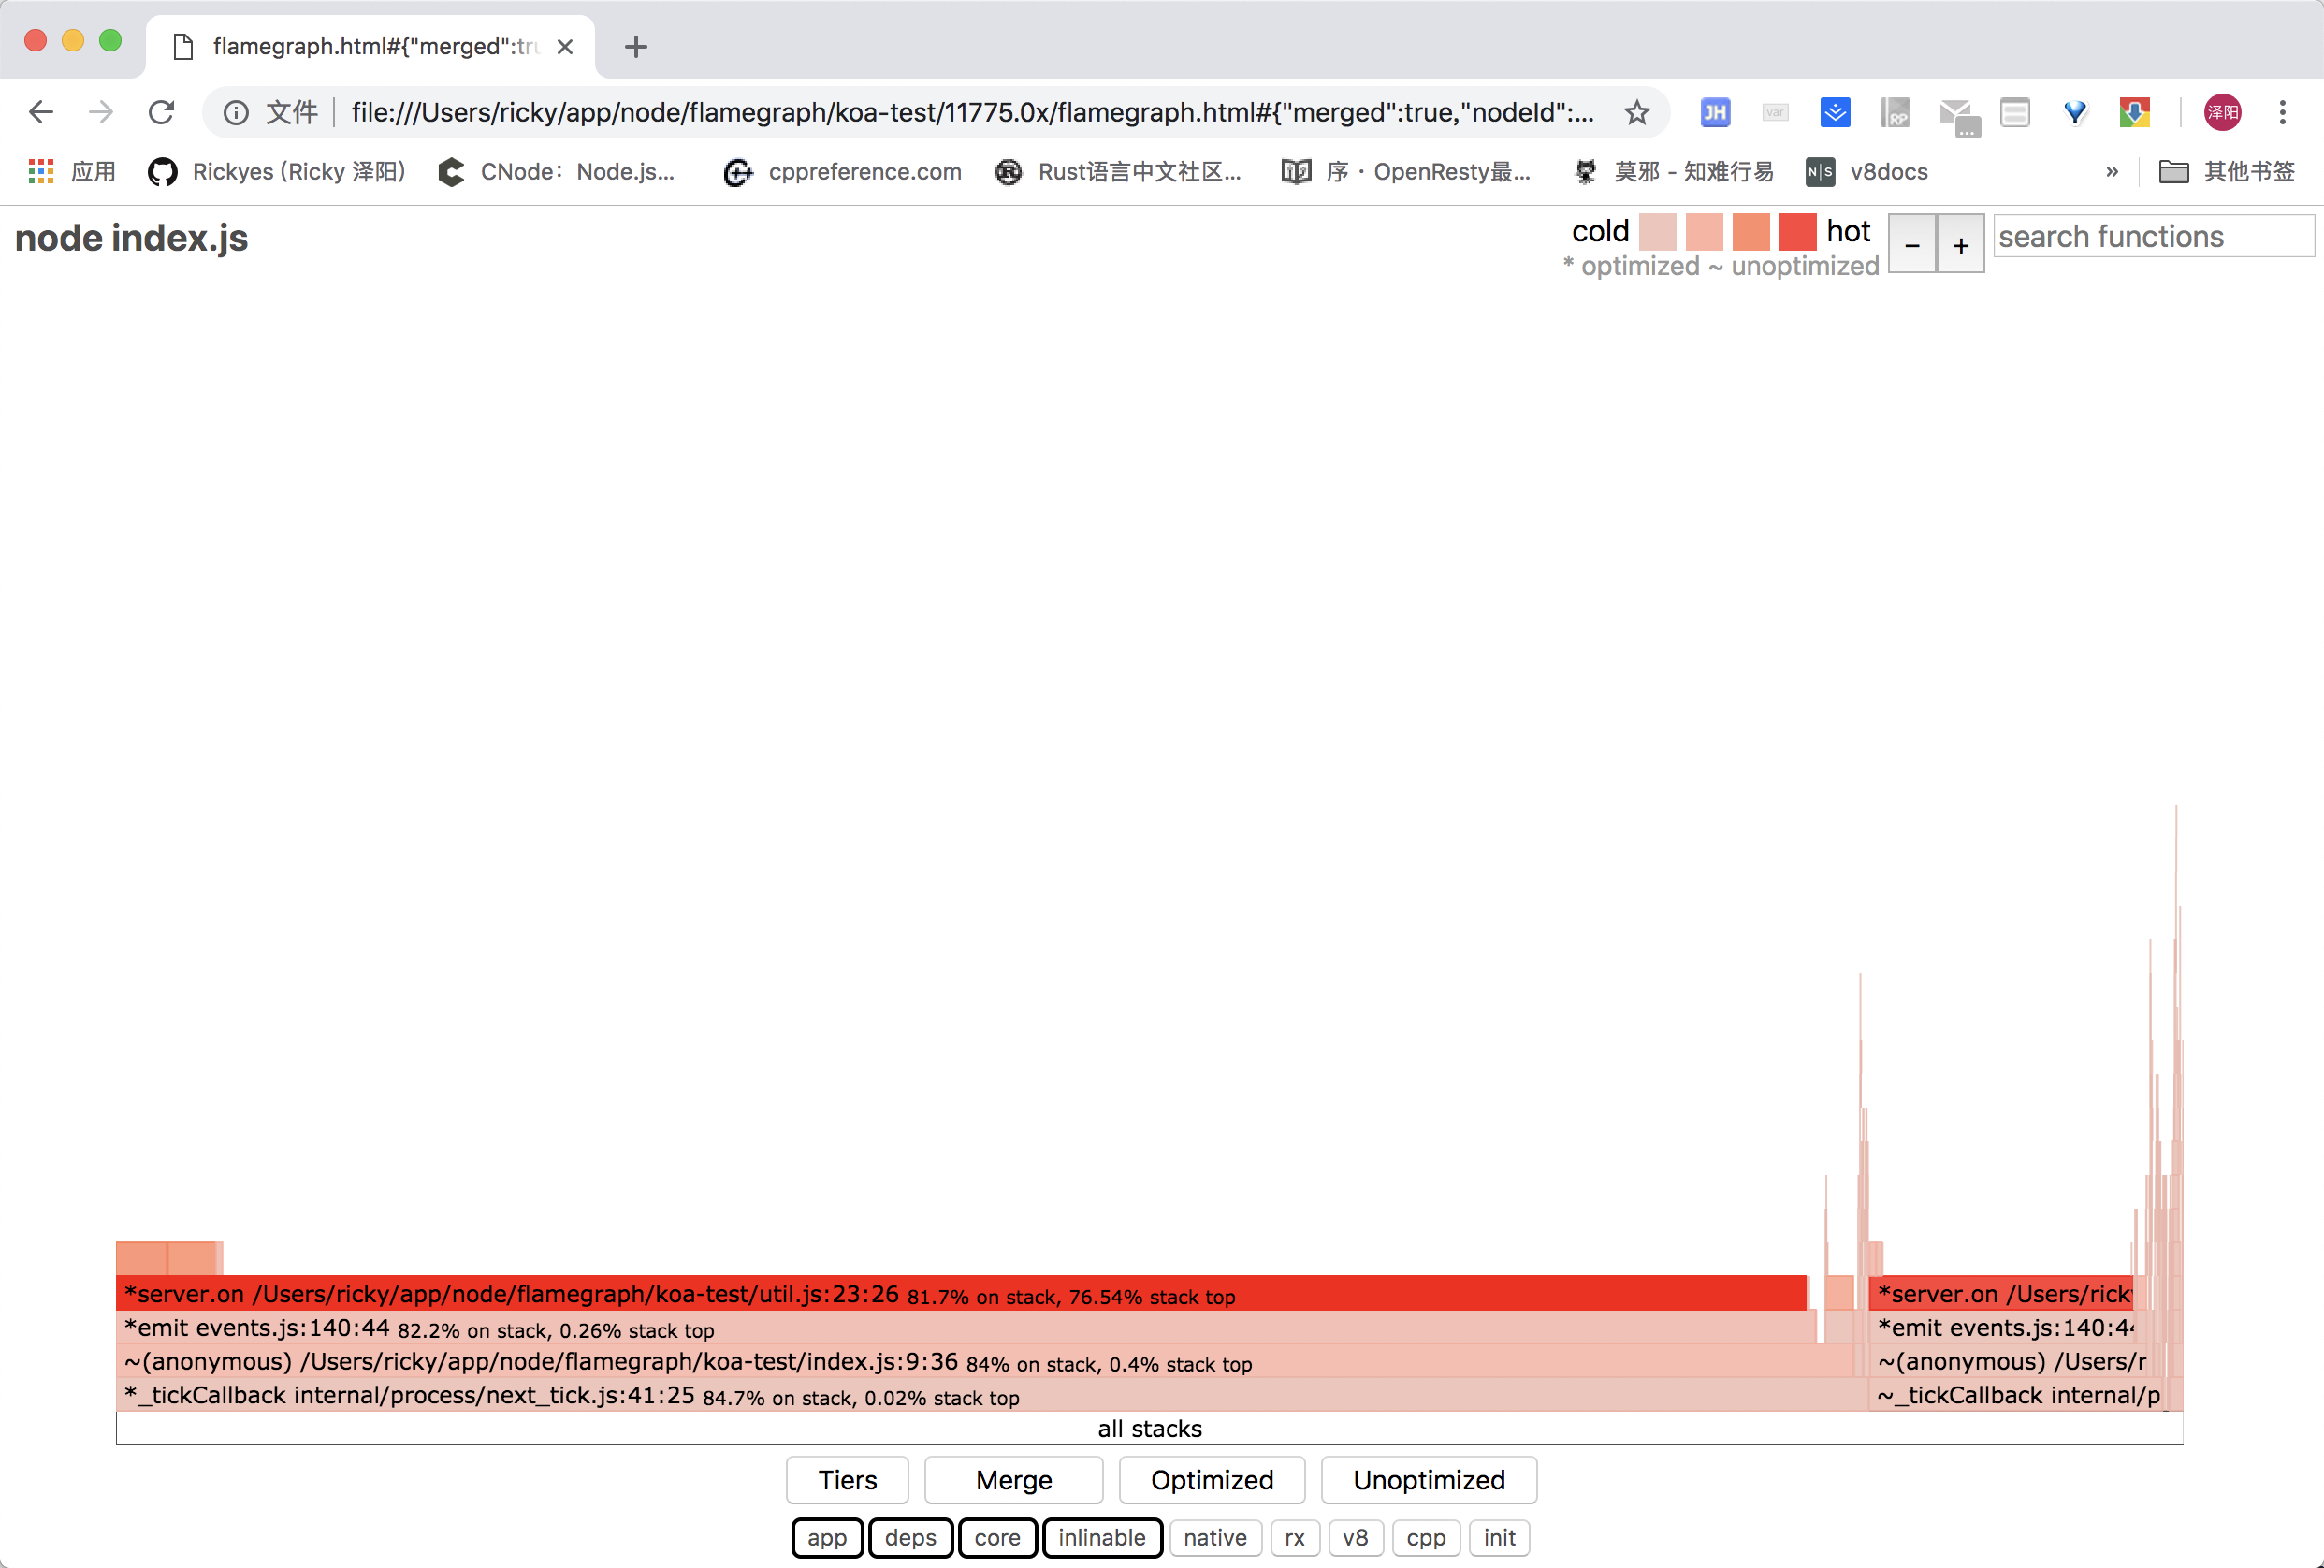 flamegraph.html#{"merged":tru
文件 file:///Users/ricky/app/node/flamegraph/koa-test/11775.0x/flamegraph.html#{"merged":true,"nodeId":... JH var RP ... 泽阳
应用 Rickyes (Ricky 泽阳) CNode：Node.js... cppreference.com Rust语言中文社区... 序 · OpenResty最... 莫邪 - 知难行易 N|S v8docs » 其他书签
node index.js
cold hot − + search functions
* optimized ~ unoptimized
*server.on /Users/ricky/app/node/flamegraph/koa-test/util.js:23:26 81.7% on stack, 76.54% stack top *server.on /Users/ricky
*emit events.js:140:44 82.2% on stack, 0.26% stack top *emit events.js:140:44
~(anonymous) /Users/ricky/app/node/flamegraph/koa-test/index.js:9:36 84% on stack, 0.4% stack top ~(anonymous) /Users/r
*_tickCallback internal/process/next_tick.js:41:25 84.7% on stack, 0.02% stack top ~_tickCallback internal/p
all stacks
Tiers Merge Optimized Unoptimized
app deps core inlinable native rx v8 cpp init